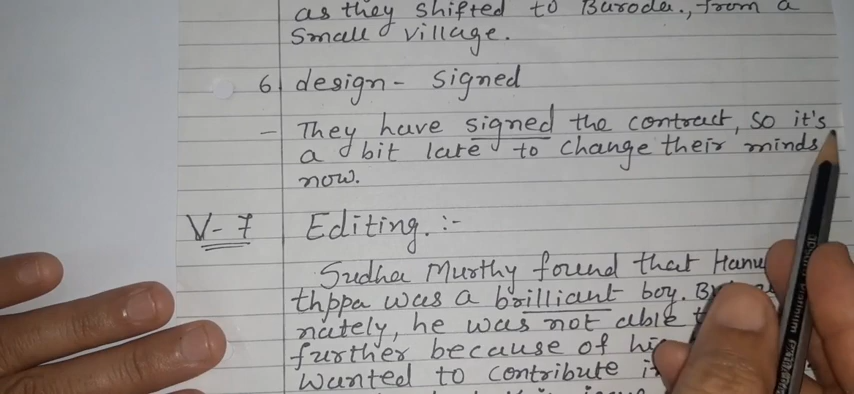 as they shifted to Baroda., from a
Small village.
6 design - signed
- They have signed the contract, so it's
a bit late to change their minds
now.
V-7 Editing. :-
Sudha Murthy found that Hanu
thppa was a brilliant boy.
nately, he was not able
further because of
wanted to contribute